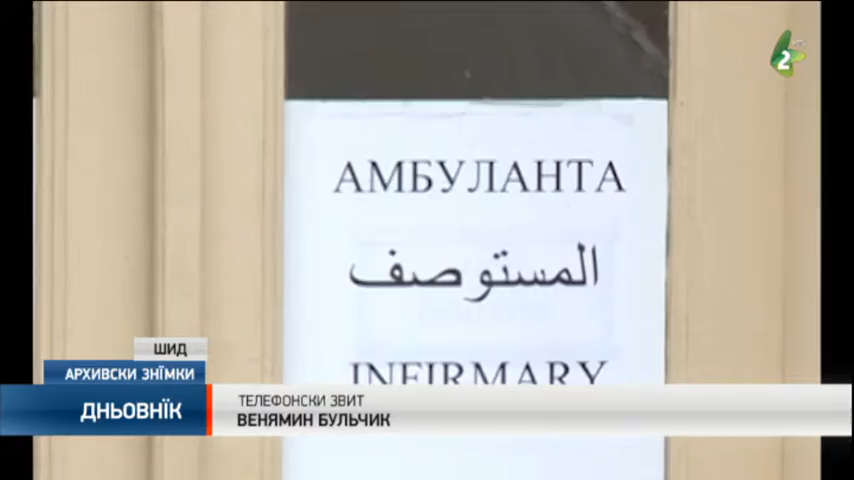 2
АМБУЛАНТА
المستوصف
INFIRMARY
ШИД
АРХИВСКИ ЗНЇМКИ
ДНЬОВНЇК
ТЕЛЕФОНСКИ ЗВИТ
ВЕНЯМИН БУЛЬЧИК